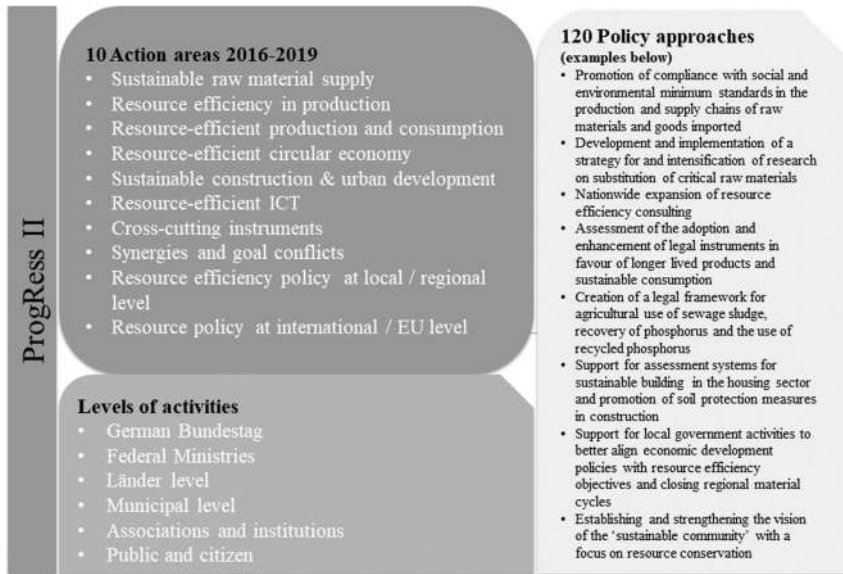 ProgRess II
10 Action areas 2016-2019
• Sustainable raw material supply
• Resource efficiency in production
• Resource-efficient production and consumption
• Resource-efficient circular economy
• Sustainable construction & urban development
• Resource-efficient ICT
• Cross-cutting instruments
• Synergies and goal conflicts
• Resource efficiency policy at local / regional
level
• Resource policy at international / EU level
Levels of activities
• German Bundestag
• Federal Ministries
• Länder level
• Municipal level
• Associations and institutions
• Public and citizen
120 Policy approaches
(examples below)
• Promotion of compliance with social and
environmental minimum standards in the
production and supply chains of raw
materials and goods imported
• Development and implementation of a
strategy for and intensification of research
on substitution of critical raw materials
• Nationwide expansion of resource
efficiency consulting
• Assessment of the adoption and
enhancement of legal instruments in
favour of longer lived products and
sustainable consumption
• Creation of a legal framework for
agricultural use of sewage sludge,
recovery of phosphorus and the use of
recycled phosphorus
• Support for assessment systems for
sustainable building in the housing sector
and promotion of soil protection measures
in construction
• Support for local government activities to
better align economic development
policies with resource efficiency
objectives and closing regional material
cycles
• Establishing and strengthening the vision
of the 'sustainable community' with a
focus on resource conservation